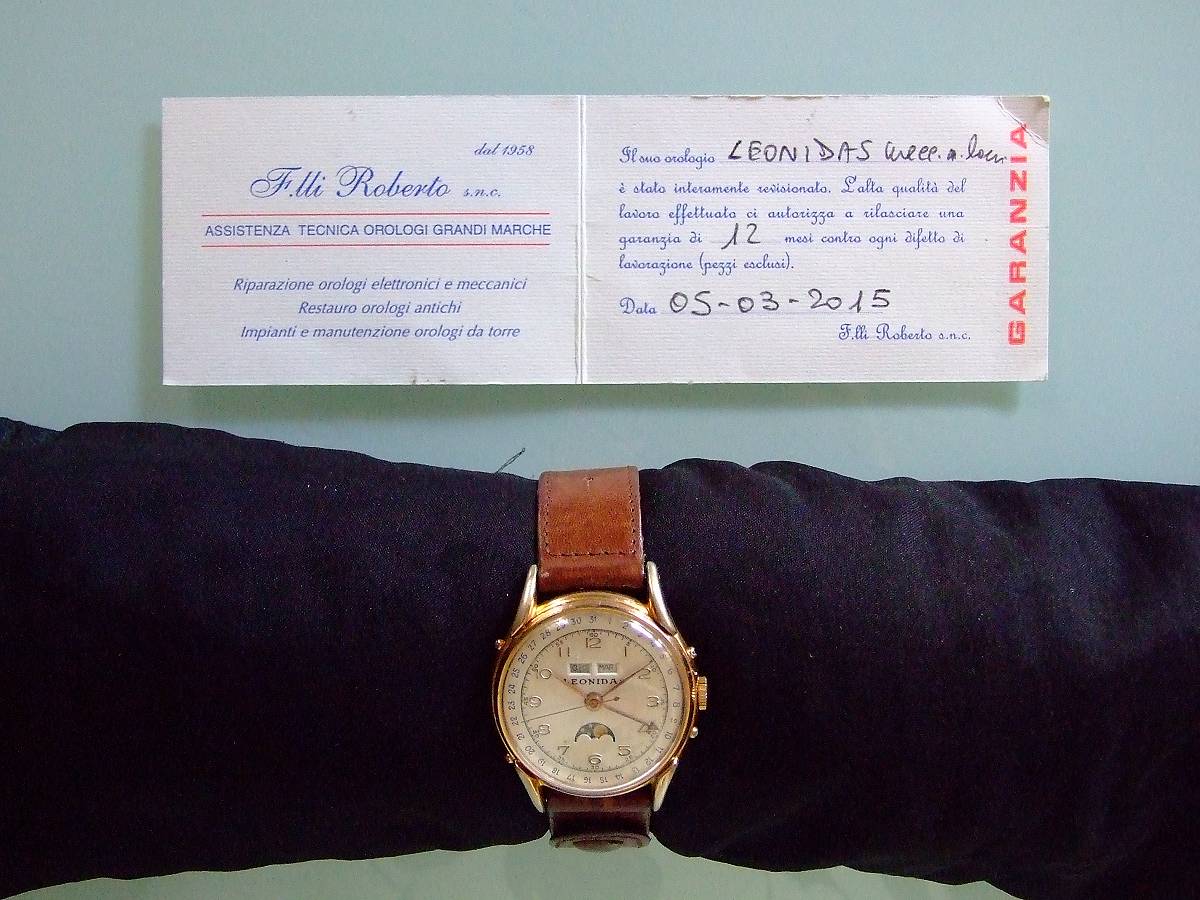 dal 1958
F.lli Roberto s.n.c.
ASSISTENZA TECNICA OROLOGI GRANDI MARCHE
Riparazione orologi elettronici e meccanici
Restauro orologi antichi
Impianti e manutenzione orologi da torre
Il suo orologio LEONIDAS
è stato interamente revisionato. L'alta qualità del
lavoro effettuato ci autorizza a rilasciare una
garanzia di 12 mesi contro ogni difetto di
lavorazione (pezzi esclusi).
Data 05-03-2015
F.lli Roberto s.n.c.
GARANZIA
LEONIDAS